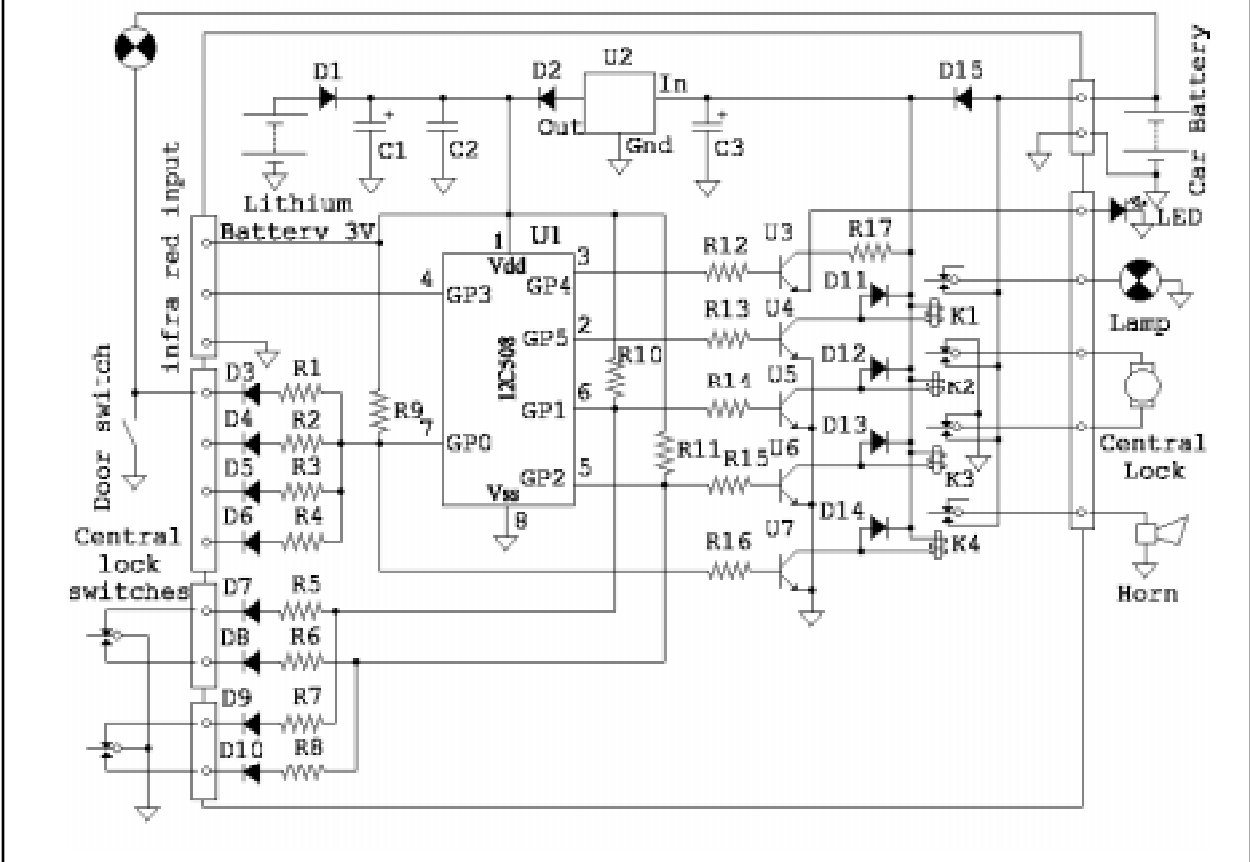 U2
D1
D2
In
D15
Out
Gnd
C1
C2
C3
Car Battery
Lithium
Battery 3V
infra red input
1
U1
Vdd
LED
R12
U3
R17
3
4
GP3
GP4
D11
R13
U4
K1
Lamp
2
GP5
R10
12C508
D12
D3
R1
R14
U5
K2
6
GP1
D4
R2
R9
7
GP0
D13
Central
Lock
Door switch
D5
R3
R11
R15
U6
K3
5
GP2
Vss
D6
R4
8
D14
Central
lock
switches
R16
U7
K4
Horn
D7
R5
D8
R6
D9
R7
D10
R8